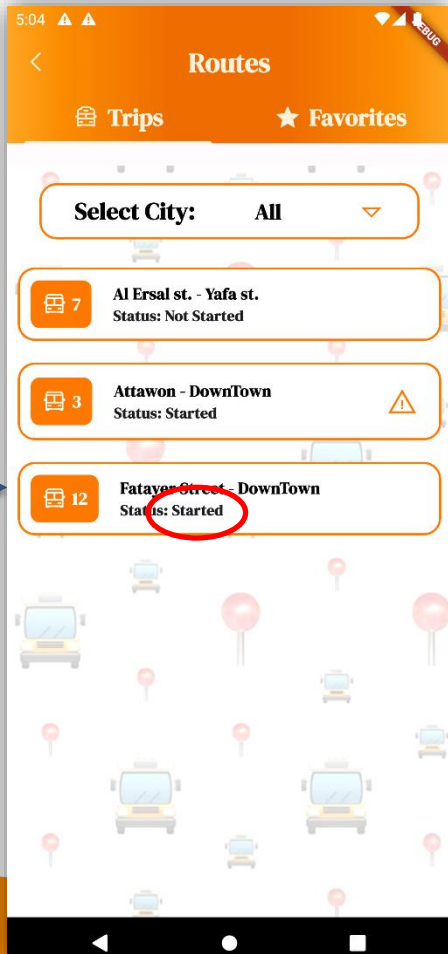 5:04
DEBUG
Routes
Trips
Favorites
Select City: All
7
Al Ersal st. - Yafa st.
Status: Not Started
3
Attawon - DownTown
Status: Started
12
Fatayer Street - DownTown
Status: Started